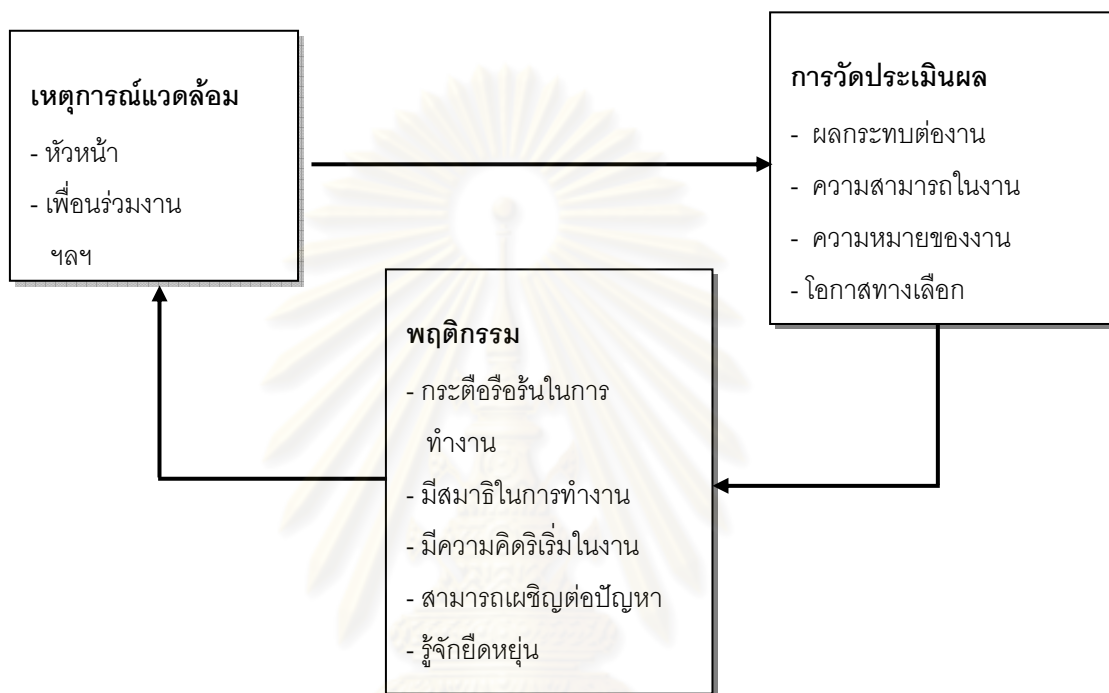 เหตุการณ์แวดล้อม
- หัวหน้า
- เพื่อนร่วมงาน
ฯลฯ
การวัดประเมินผล
- ผลกระทบต่องาน
- ความสามารถในงาน
- ความหมายของงาน
- โอกาสทางเลือก
พฤติกรรม
- กระตือรือร้นในการ
ทำงาน
- มีสมาธิในการทำงาน
- มีความคิดริเริ่มในงาน
- สามารถเผชิญต่อปัญหา
- รู้จักยืดหยุ่น